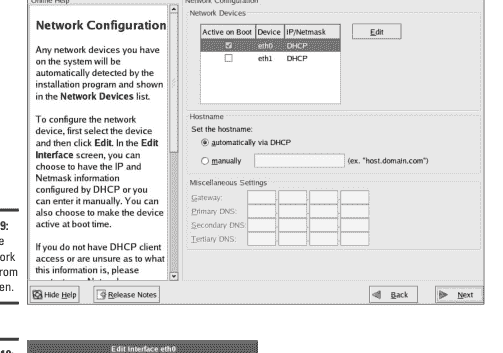 Online Help
Network Configuration
Any network devices you have
on the system will be
automatically detected by the
installation program and shown
in the Network Devices list.
To configure the network
device, first select the device
and then click Edit. In the Edit
Interface screen, you can
choose to have the IP and
Netmask information
configured by DHCP or you
can enter it manually. You can
also choose to make the device
active at boot time.
If you do not have DHCP client
access or are unsure as to what
this information is, please
Network Configuration
Network Devices
Active on Boot Device IP/Netmask
eth0 DHCP
eth1 DHCP
Edit
Hostname
Set the hostname:
automatically via DHCP
manually (ex. "host.domain.com")
Miscellaneous Settings
Gateway:
Primary DNS:
Secondary DNS:
Tertiary DNS:
Hide Help
Release Notes
Back
Next
9:
e
ork
rom
en.
Edit Interface eth0